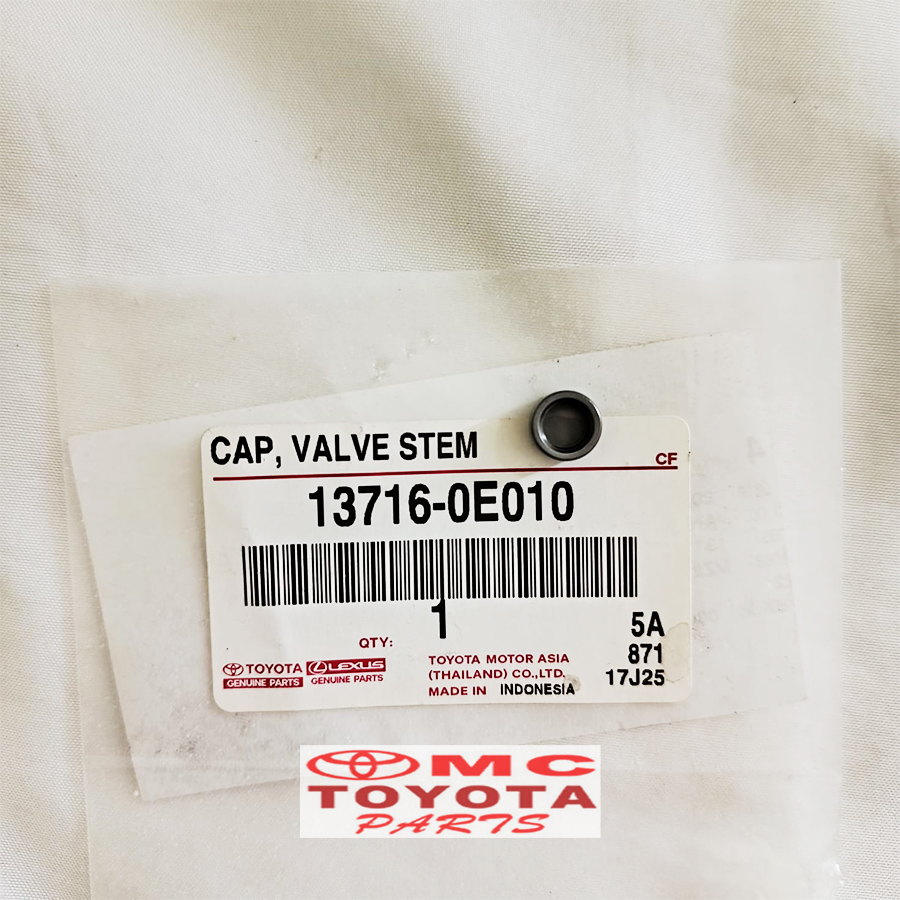 CAP, VALVE STEM
CF
13716-0E010
1
QTY:
5A
871
17J25
TOYOTA
GENUINE PARTS
LEXUS
GENUINE PARTS
TOYOTA MOTOR ASIA
(THAILAND) CO.,LTD.
MADE IN INDONESIA
MC
TOYOTA
PARTS